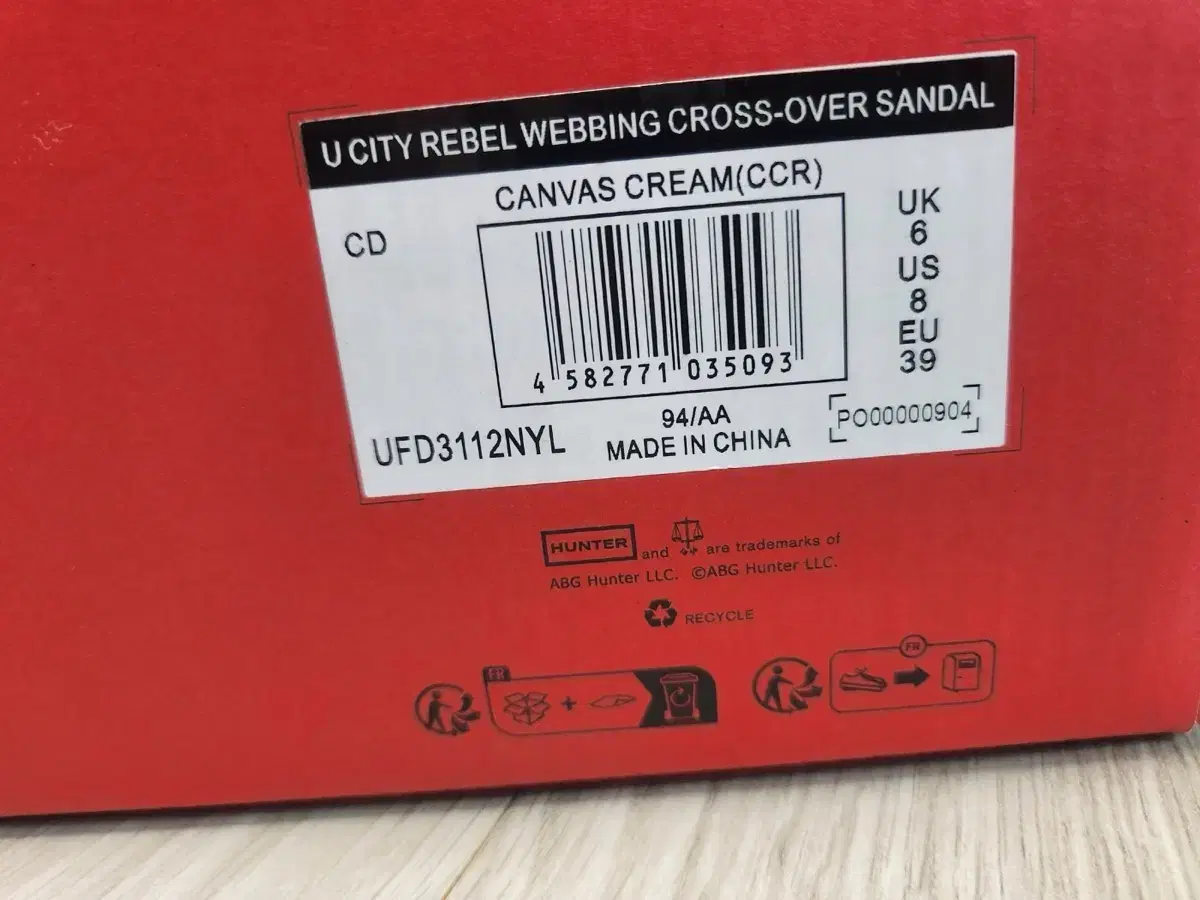 U CITY REBEL WEBBING CROSS-OVER SANDAL
CANVAS CREAM(CCR)
CD
UK
6
US
8
EU
39
4 582771 035093
94/AA
MADE IN CHINA
UFD3112NYL
PO00000904
HUNTER and are trademarks of
ABG Hunter LLC. ©ABG Hunter LLC.
RECYCLE
FR
FR